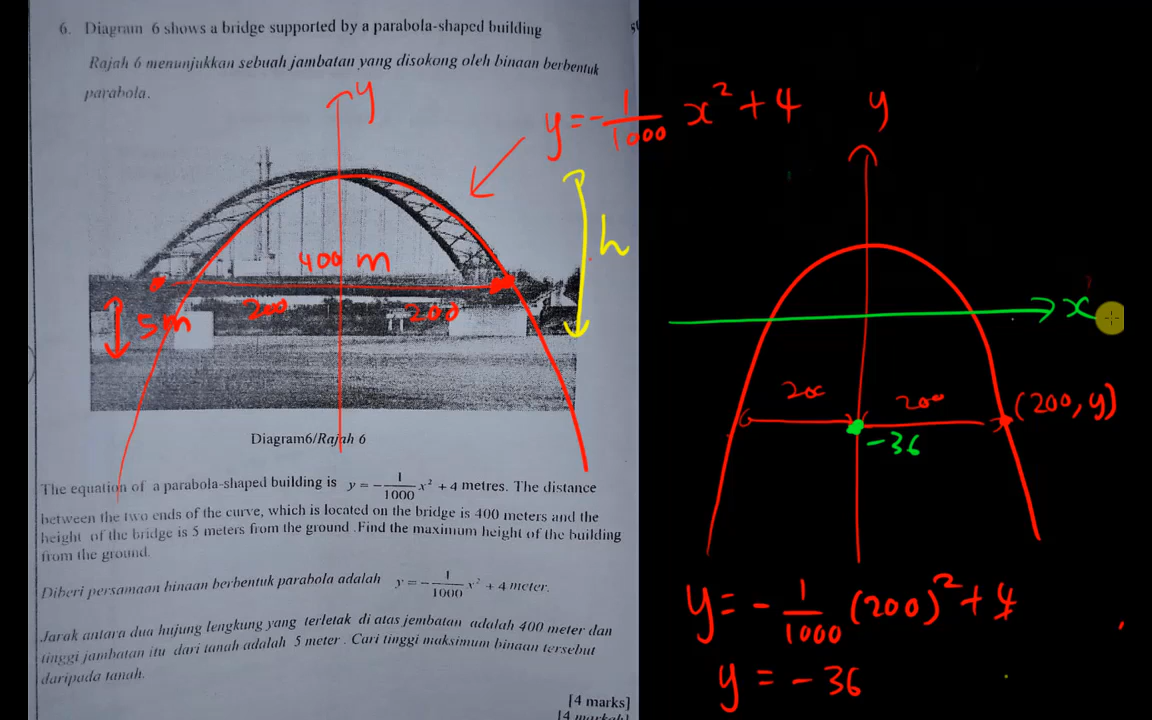 6. Diagram 6 shows a bridge supported by a parabola-shaped building
Rajah 6 menunjukkan sebuah jambatan yang disokong oleh binaan berbentuk
parabola.
y
y = - 1/1000 x² + 4
h
400 m
200
200
5 m
Diagram6/Rajah 6
The equation of a parabola-shaped building is y = - 1/1000 x² + 4 metres. The distance
between the two ends of the curve, which is located on the bridge is 400 meters and the
height of the bridge is 5 meters from the ground .Find the maximum height of the building
from the ground.
Diberi persamaan binaan berbentuk parabola adalah y = - 1/1000 x² + 4 meter.
Jarak antara dua hujung lengkung yang terletak di atas jembatan adalah 400 meter dan
tinggi jambatan itu dari tanah adalah 5 meter . Cari tinggi maksimum binaan tersebut
daripada tanah.
[4 marks]
[4 markah]
y
x
200
200
(200, y)
-36
y = - 1/1000 (200)² + 4
y = - 36